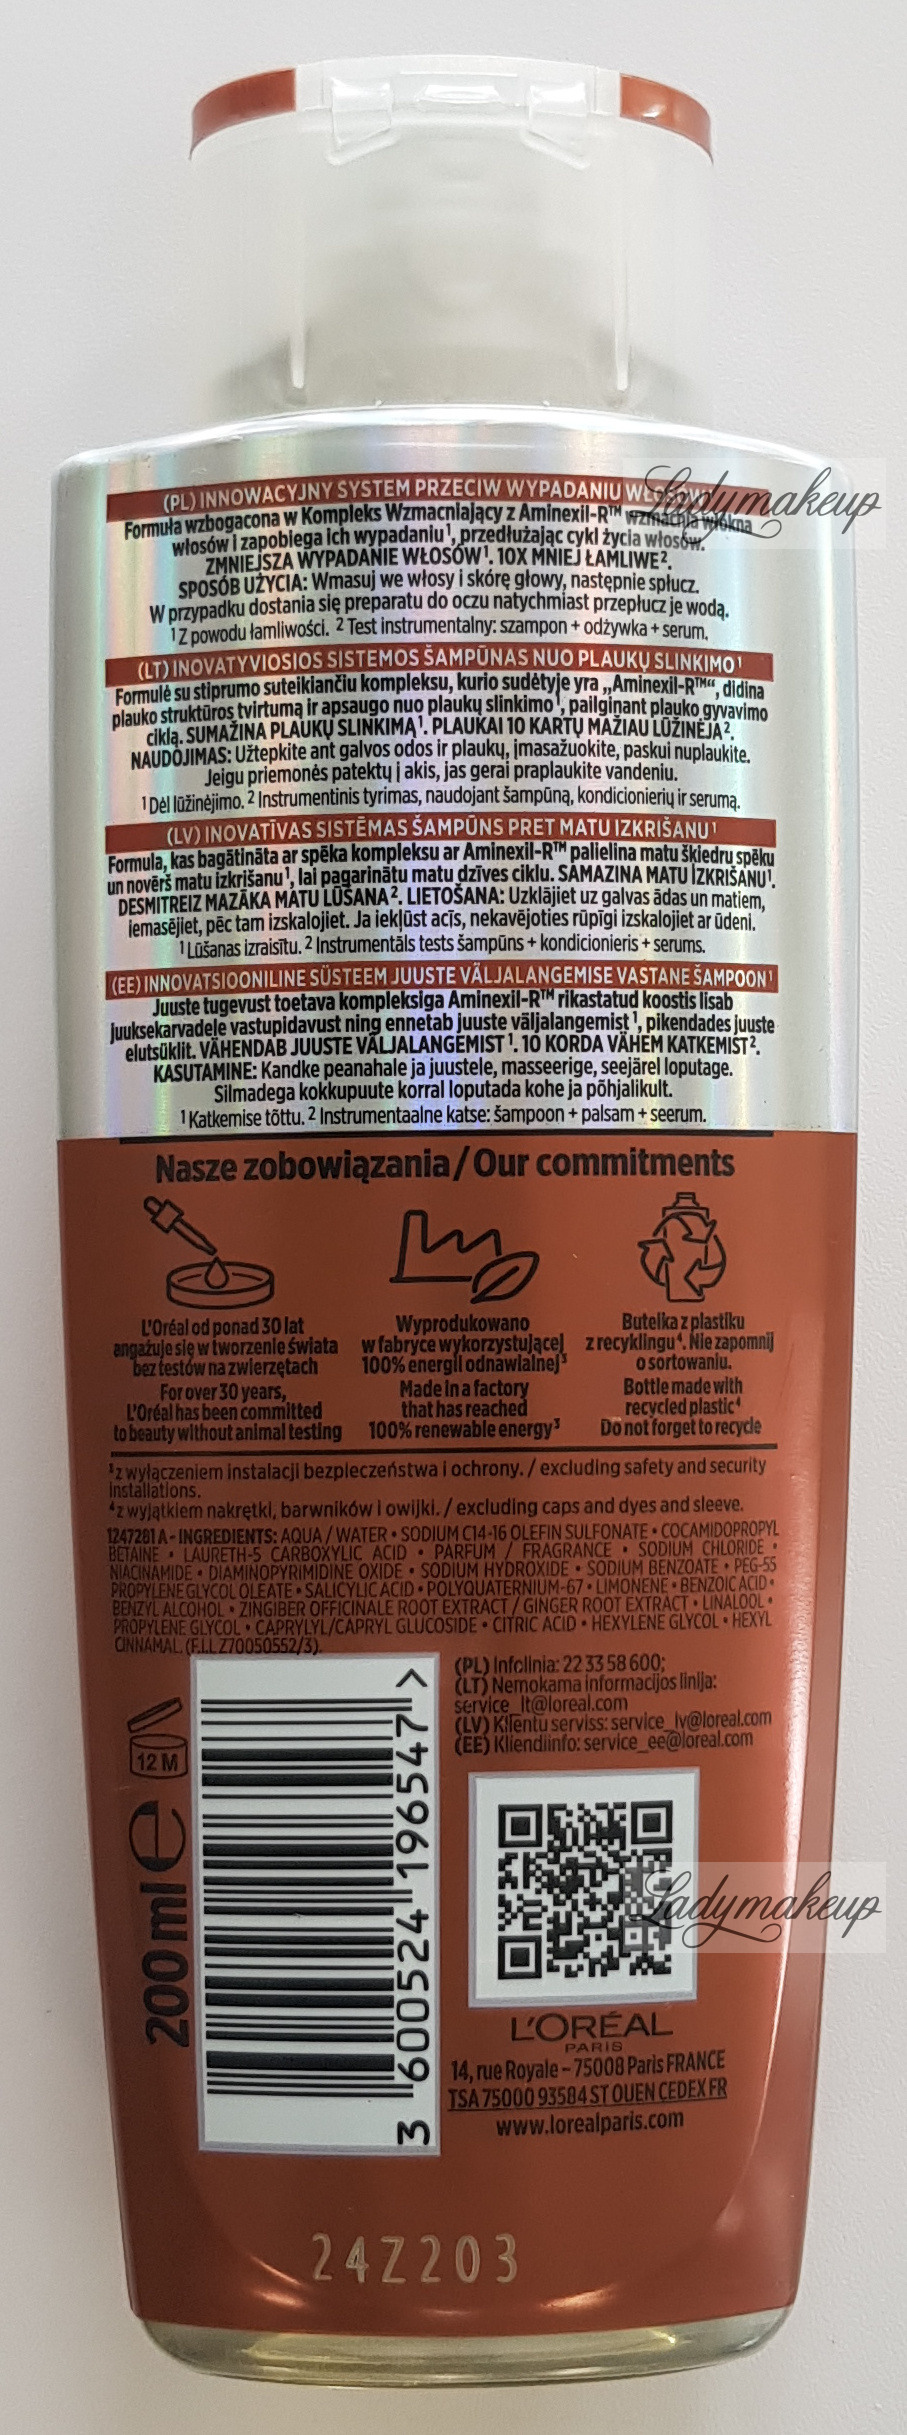 (PL) INNOWACYJNY SYSTEM PRZECIW WYPADANIU
Ladymakeup
Formuła wzbogacona w Kompleks Wzmacniający z Aminexil-R™ wzmacnia włókna
włosów i zapobiega ich wypadaniu¹, przedłużając cykl życia włosów.
ZMNIEJSZA WYPADANIE WŁOSÓW¹. 10X MNIEJ ŁAMLIWE².
SPOSÓB UŻYCIA: Wmasuj we włosy i skórę głowy, następnie spłucz.
W przypadku dostania się preparatu do oczu natychmiast przepłucz je wodą.
¹ Z powodu łamliwości. ² Test instrumentalny: szampon + odżywka + serum.
(LT) INOVATYVIOSIOS SISTEMOS ŠAMPŪNAS NUO PLAUKŲ SLINKIMO¹
Formulė su stiprumo suteikiančiu kompleksu, kurio sudėtyje yra „Aminexil-R™“, didina
plauko struktūros tvirtumą ir apsaugo nuo plaukų slinkimo¹, pailginant plauko gyvavimo
ciklą. SUMAŽINA PLAUKŲ SLINKIMĄ¹. PLAUKAI 10 KARTŲ MAŽIAU LŪŽINĖJA².
NAUDOJIMAS: Užtepkite ant galvos odos ir plaukų, įmasažuokite, paskui nuplaukite.
Jeigu priemonės patektų į akis, jas gerai praplaukite vandeniu.
¹ Dėl lūžinėjimo. ² Instrumentinis tyrimas, naudojant šampūną, kondicionierių ir serumą.
(LV) INOVATĪVAS SISTĒMAS ŠAMPŪNS PRET MATU IZKRIŠANU¹
Formula, kas bagātināta ar spēka kompleksu ar Aminexil-R™ palielina matu šķiedru spēku
un novērš matu izkrišanu¹, lai pagarinātu matu dzīves ciklu. SAMAZINA MATU IZKRIŠANU¹.
DESMITREIZ MAZĀKA MATU LŪŠANA². LIETOŠANA: Uzklājiet uz galvas ādas un matiem,
iemasējiet, pēc tam izskalojiet. Ja iekļūst acīs, nekavējoties rūpīgi izskalojiet ar ūdeni.
¹ Lūšanas izraisītu. ² Instrumentāls tests šampūns + kondicionieris + serums.
(EE) INNOVATSIOONILINE SÜSTEEM JUUSTE VÄLJALANGEMISE VASTANE ŠAMPOON¹
Juuste tugevust toetava kompleksiga Aminexil-R™ rikastatud koostis lisab
juuksekarvadele vastupidavust ning ennetab juuste väljalangemist¹, pikendades juuste
elutsüklit. VÄHENDAB JUUSTE VÄLJALANGEMIST¹. 10 KORDA VÄHEM KATKEMIST².
KASUTAMINE: Kandke peanahale ja juustele, masseerige, seejärel loputage.
Silmadega kokkupuute korral loputada kohe ja põhjalikult.
¹ Katkemise tõttu. ² Instrumentaalne katse: šampoon + palsam + seerum.
Nasze zobowiązania / Our commitments
L'Oréal od ponad 30 lat
angażuje się w tworzenie świata
bez testów na zwierzętach
For over 30 years,
L'Oréal has been committed
to beauty without animal testing
Wyprodukowano
w fabryce wykorzystującej
100% energii odnawialnej³
Made in a factory
that has reached
100% renewable energy³
Butelka z plastiku
z recyklingu⁴. Nie zapomnij
o sortowaniu.
Bottle made with
recycled plastic⁴
Do not forget to recycle
³z wyłączeniem instalacji bezpieczeństwa i ochrony. / excluding safety and security
installations.
⁴z wyjątkiem nakrętki, barwników i owijki. / excluding caps and dyes and sleeve.
1247281 A - INGREDIENTS: AQUA / WATER • SODIUM C14-16 OLEFIN SULFONATE • COCAMIDOPROPYL
BETAINE • LAURETH-5 CARBOXYLIC ACID • PARFUM / FRAGRANCE • SODIUM CHLORIDE •
NIACINAMIDE • DIAMINOPYRIMIDINE OXIDE • SODIUM HYDROXIDE • SODIUM BENZOATE • PEG-55
PROPYLENE GLYCOL OLEATE • SALICYLIC ACID • POLYQUATERNIUM-67 • LIMONENE • BENZOIC ACID •
BENZYL ALCOHOL • ZINGIBER OFFICINALE ROOT EXTRACT / GINGER ROOT EXTRACT • LINALOOL •
PROPYLENE GLYCOL • CAPRYLYL/CAPRYL GLUCOSIDE • CITRIC ACID • HEXYLENE GLYCOL • HEXYL
CINNAMAL. (F.I.L. Z70050552/3).
(PL) Infolinia: 22 33 58 600;
(LT) Nemokama informacijos linija:
service_lt@loreal.com
(LV) Klientu serviss: service_lv@loreal.com
(EE) Kliendiinfo: service_ee@loreal.com
12 M
200 ml e
3 600524 196547 >
Ladymakeup
L'ORÉAL
PARIS
14, rue Royale - 75008 Paris FRANCE
TSA 75000 93584 ST OUEN CEDEX FR
www.lorealparis.com
24Z203